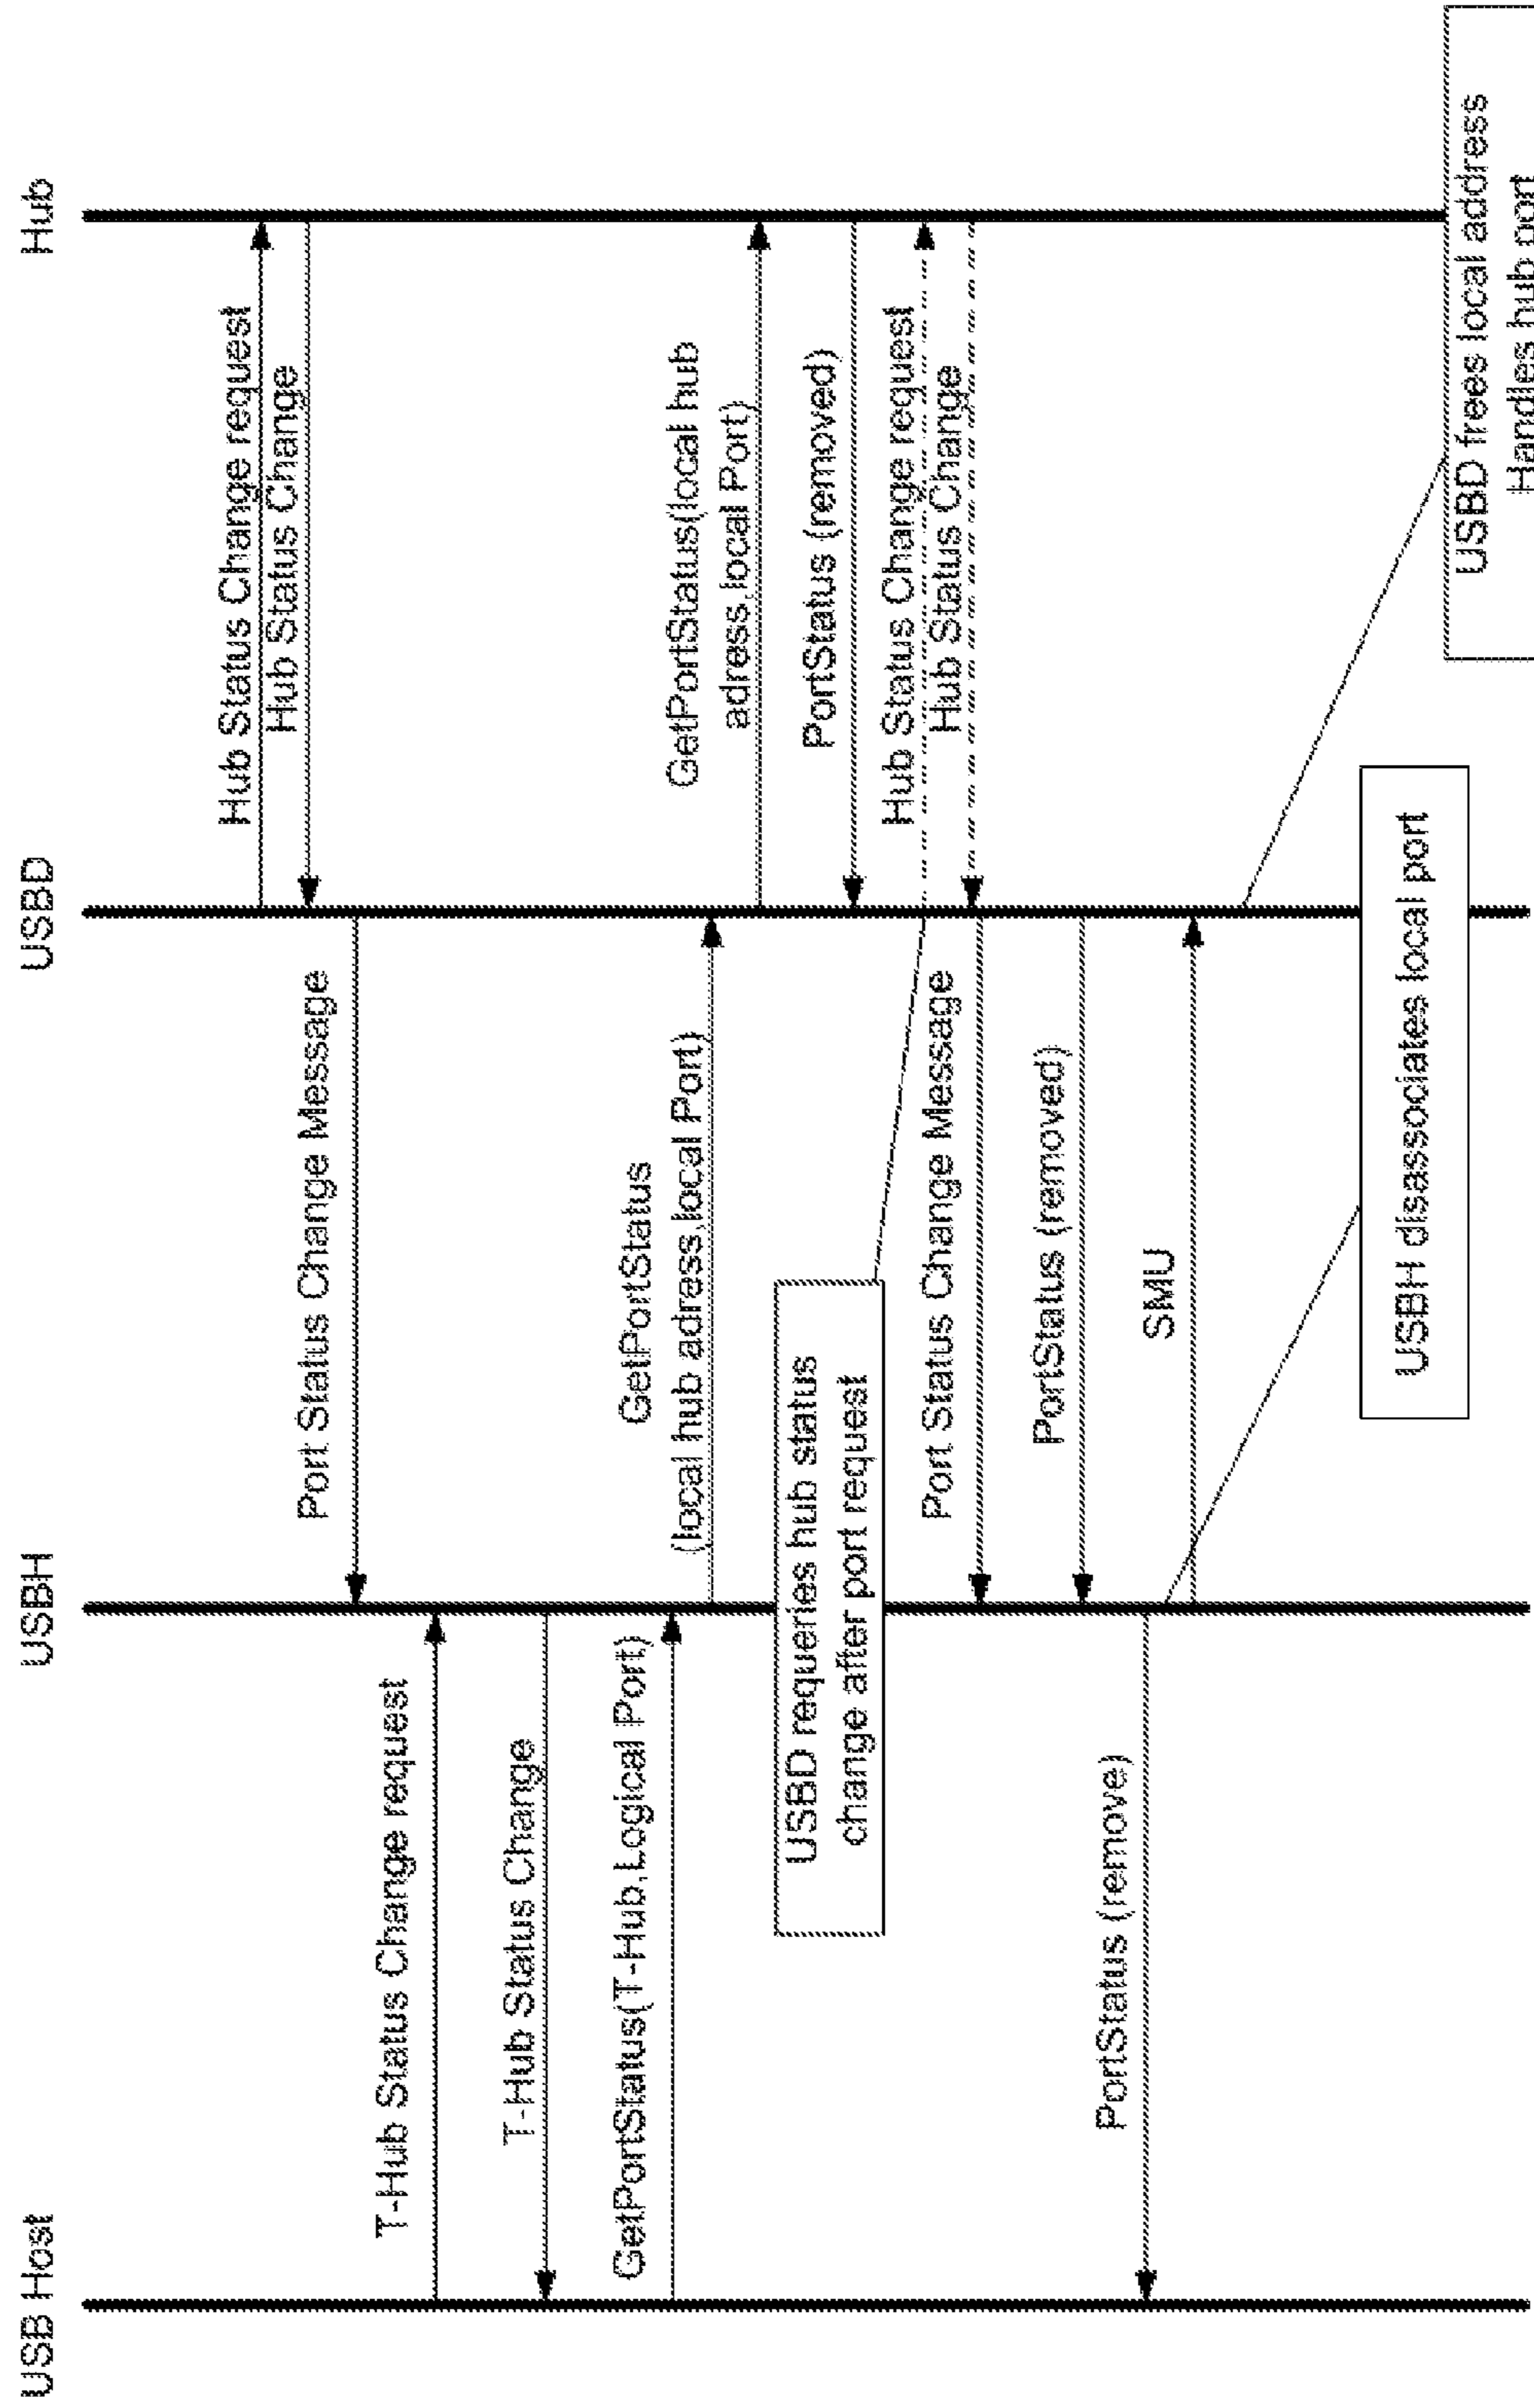 USB Host
USBH
USBD
Hub
Hub Status Change request
Hub Status Change
Port Status Change Message
T-Hub Status Change request
T-Hub Status Change
GetPortStatus(T-Hub,Logical Port)
GetPortStatus
(local hub adress,local Port)
GetPortStatus(local hub
adress,local Port)
PortStatus (removed)
USBD requeries hub status
change after port request
Hub Status Change request
Hub Status Change
Port Status Change Message
PortStatus (removed)
PortStatus (remove)
SMU
USBH disassociates local port
USBD frees local address
Handles hub port